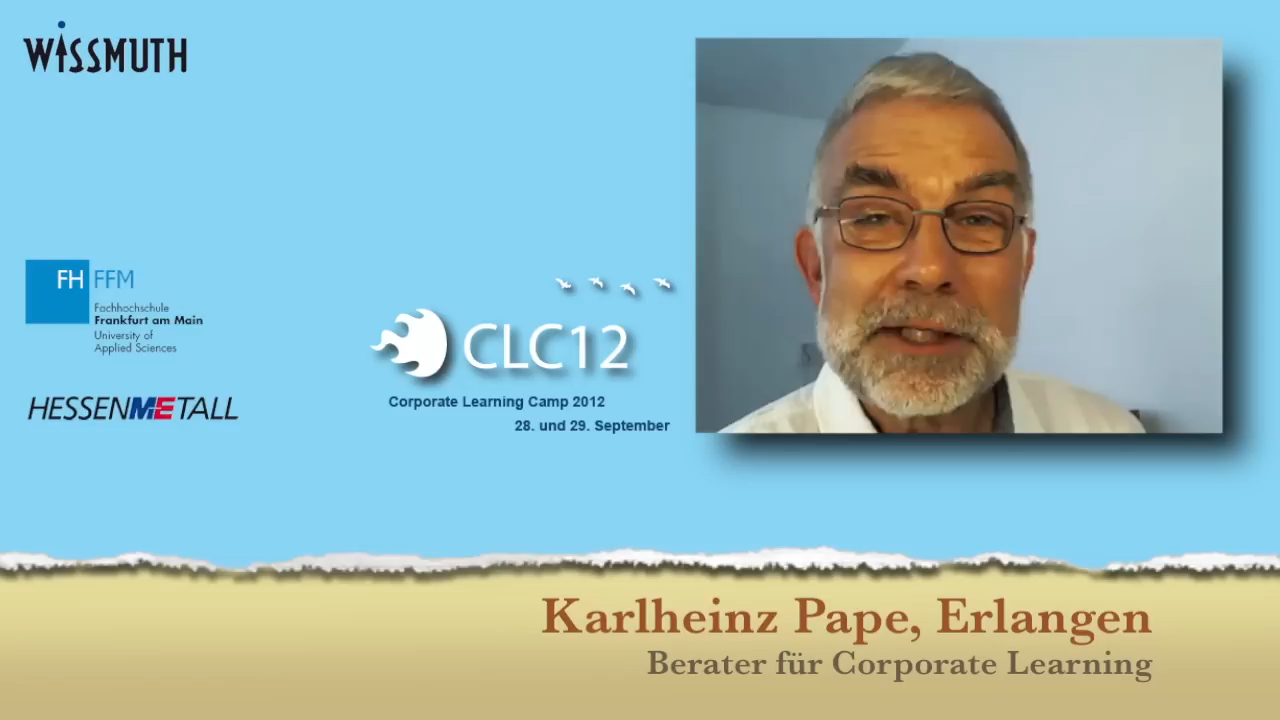 WISSMUTH
FH FFM
Fachhochschule
Frankfurt am Main
University of
Applied Sciences
HESSENMETALL
CLC12
Corporate Learning Camp 2012
28. und 29. September
Karlheinz Pape, Erlangen
Berater für Corporate Learning